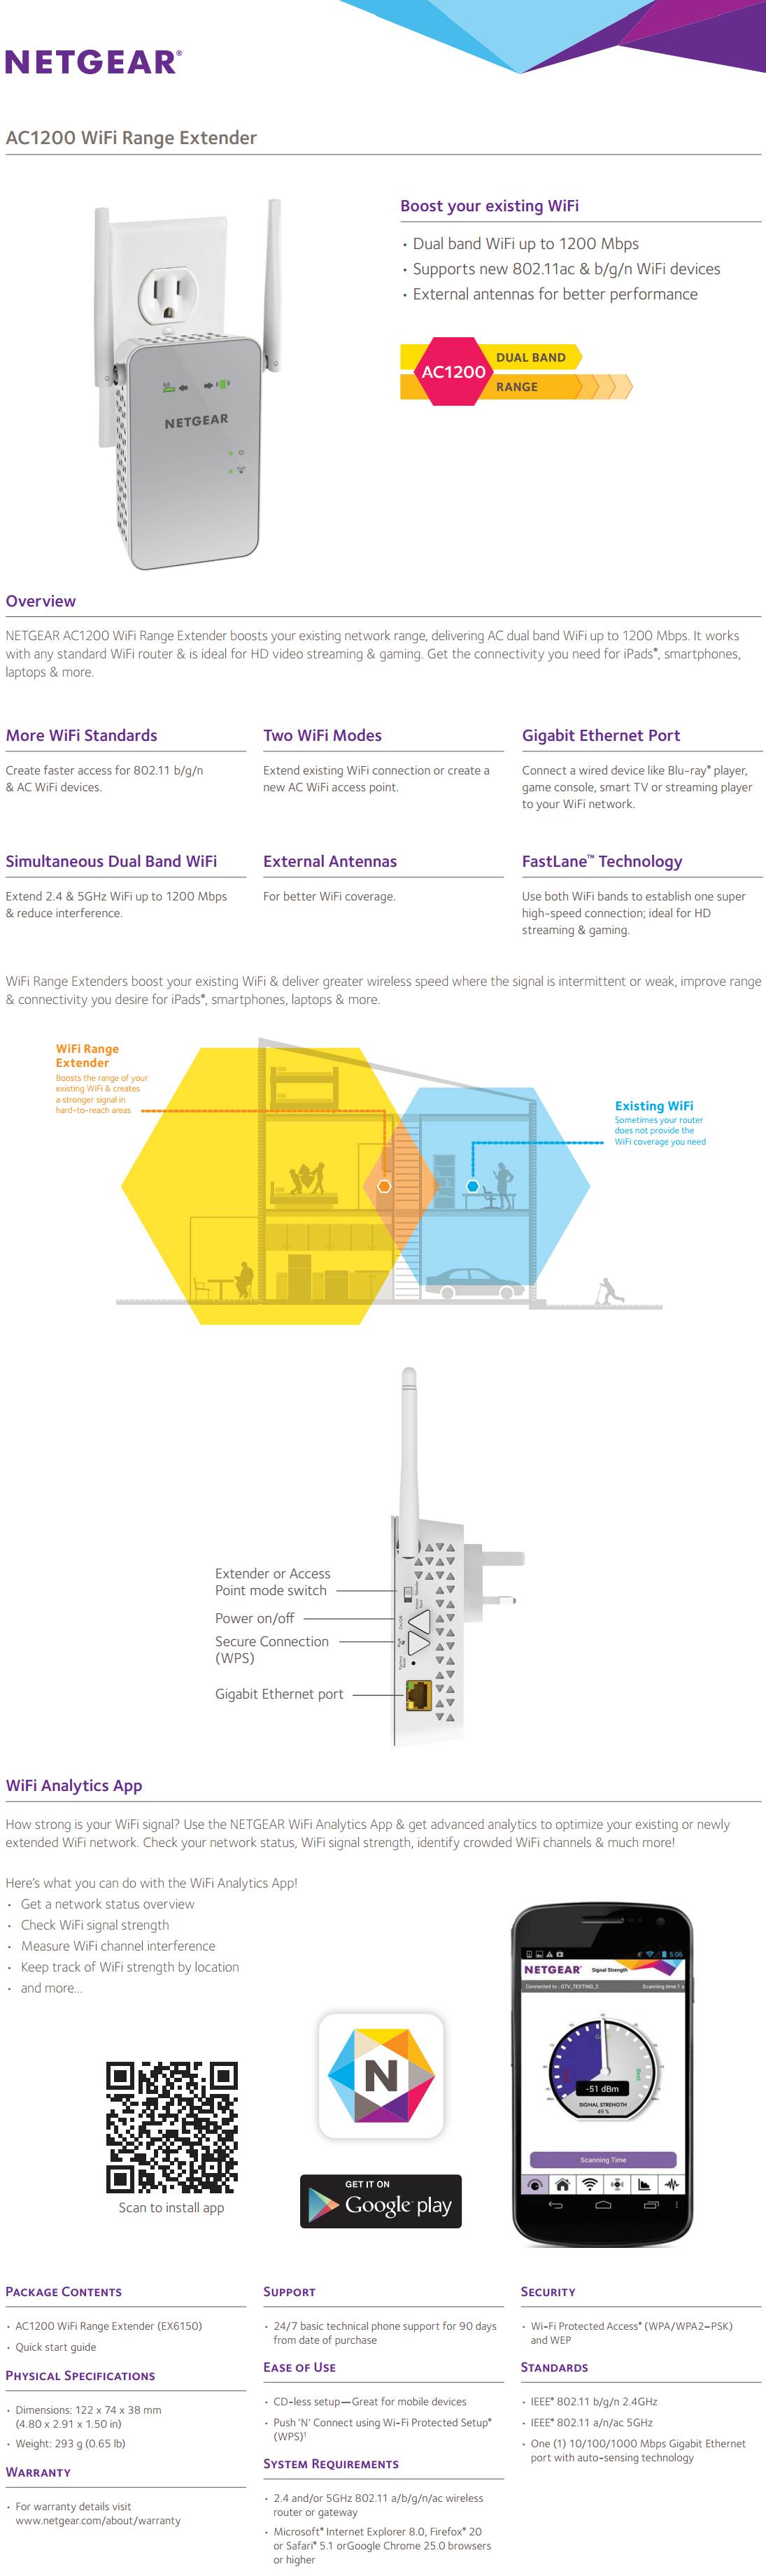 NETGEAR®
AC1200 WiFi Range Extender
Boost your existing WiFi
• Dual band WiFi up to 1200 Mbps
• Supports new 802.11ac & b/g/n WiFi devices
• External antennas for better performance
AC1200
DUAL BAND
RANGE
NETGEAR
Overview
NETGEAR AC1200 WiFi Range Extender boosts your existing network range, delivering AC dual band WiFi up to 1200 Mbps. It works
with any standard WiFi router & is ideal for HD video streaming & gaming. Get the connectivity you need for iPads®, smartphones,
laptops & more.
More WiFi Standards
Create faster access for 802.11 b/g/n
& AC WiFi devices.
Two WiFi Modes
Extend existing WiFi connection or create a
new AC WiFi access point.
Gigabit Ethernet Port
Connect a wired device like Blu-ray® player,
game console, smart TV or streaming player
to your WiFi network.
Simultaneous Dual Band WiFi
Extend 2.4 & 5GHz WiFi up to 1200 Mbps
& reduce interference.
External Antennas
For better WiFi coverage.
FastLane™ Technology
Use both WiFi bands to establish one super
high-speed connection; ideal for HD
streaming & gaming.
WiFi Range Extenders boost your existing WiFi & deliver greater wireless speed where the signal is intermittent or weak, improve range
& connectivity you desire for iPads®, smartphones, laptops & more.
WiFi Range
Extender
Boosts the range of your
existing WiFi & creates
a stronger signal in
hard-to-reach areas
Existing WiFi
Sometimes your router
does not provide the
WiFi coverage you need
Extender or Access
Point mode switch
Power on/off
Secure Connection
(WPS)
Gigabit Ethernet port
WiFi Analytics App
How strong is your WiFi signal? Use the NETGEAR WiFi Analytics App & get advanced analytics to optimize your existing or newly
extended WiFi network. Check your network status, WiFi signal strength, identify crowded WiFi channels & much more!
Here's what you can do with the WiFi Analytics App!
• Get a network status overview
• Check WiFi signal strength
• Measure WiFi channel interference
• Keep track of WiFi strength by location
• and more...
Scan to install app
N
GET IT ON
Google play
5:06
NETGEAR Signal Strength
Connected to : GTV_TESTING_2 Scanning time:1 s
Best
-51 dBm
SIGNAL STRENGTH
49 %
Scanning Time
PACKAGE CONTENTS
• AC1200 WiFi Range Extender (EX6150)
• Quick start guide
PHYSICAL SPECIFICATIONS
• Dimensions: 122 x 74 x 38 mm
(4.80 x 2.91 x 1.50 in)
• Weight: 293 g (0.65 lb)
WARRANTY
• For warranty details visit
www.netgear.com/about/warranty
SUPPORT
• 24/7 basic technical phone support for 90 days
from date of purchase
EASE OF USE
• CD-less setup—Great for mobile devices
• Push 'N' Connect using Wi-Fi Protected Setup®
(WPS)1
SYSTEM REQUIREMENTS
• 2.4 and/or 5GHz 802.11 a/b/g/n/ac wireless
router or gateway
• Microsoft® Internet Explorer 8.0, Firefox® 20
or Safari® 5.1 orGoogle Chrome 25.0 browsers
or higher
SECURITY
• Wi-Fi Protected Access® (WPA/WPA2–PSK)
and WEP
STANDARDS
• IEEE® 802.11 b/g/n 2.4GHz
• IEEE® 802.11 a/n/ac 5GHz
• One (1) 10/100/1000 Mbps Gigabit Ethernet
port with auto-sensing technology